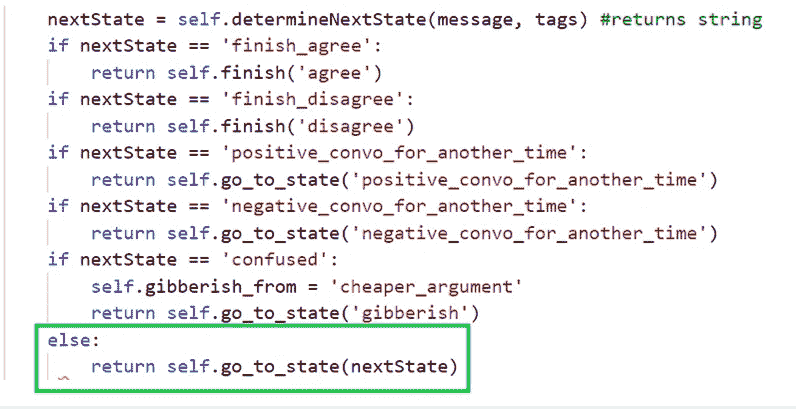 nextState = self.determineNextState(message, tags) #returns string
if nextState == 'finish_agree':
    return self.finish('agree')
if nextState == 'finish_disagree':
    return self.finish('disagree')
if nextState == 'positive_convo_for_another_time':
    return self.go_to_state('positive_convo_for_another_time')
if nextState == 'negative_convo_for_another_time':
    return self.go_to_state('negative_convo_for_another_time')
if nextState == 'confused':
    self.gibberish_from = 'cheaper_argument'
    return self.go_to_state('gibberish')
else:
    return self.go_to_state(nextState)